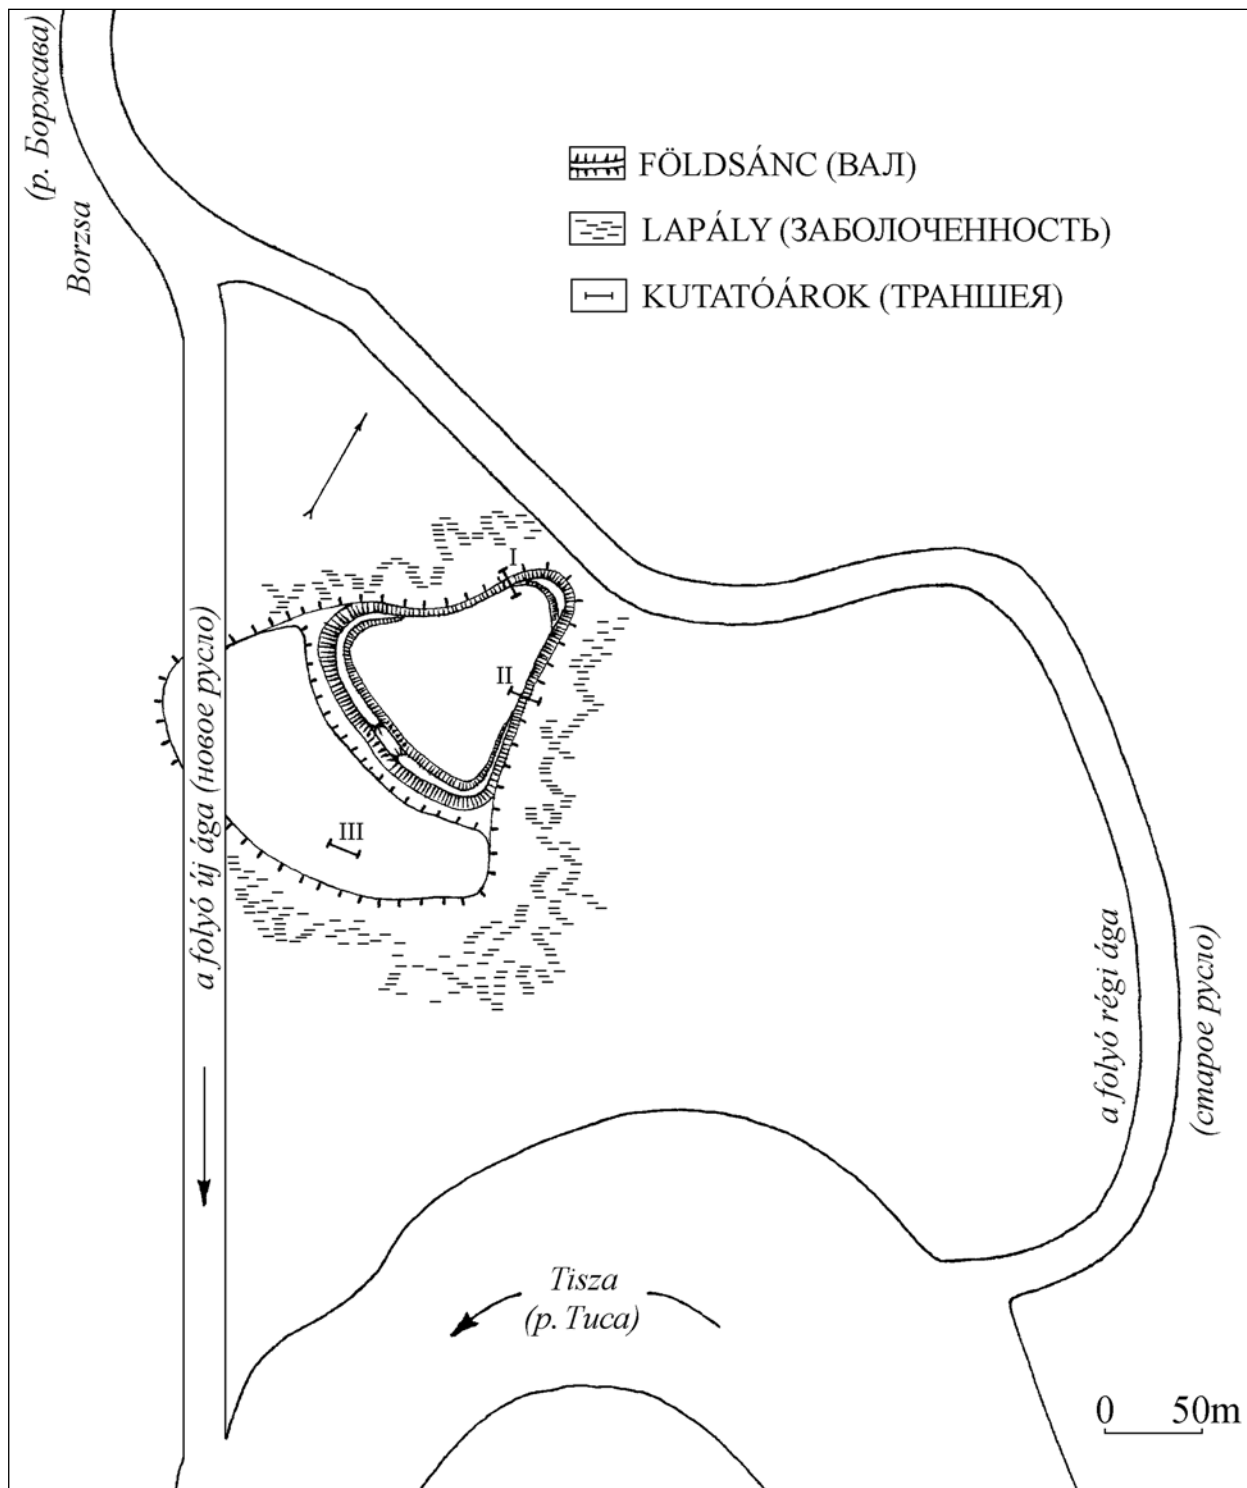 (р. Боржава)
Borzsa
FÖLDSÁNC (ВАЛ)
LAPÁLY (ЗАБОЛОЧЕННОСТЬ)
KUTATÓÁROK (ТРАНШЕЯ)
I
II
III
a folyó új ága (новое русло)
a folyó régi ága
(старое русло)
Tisza
(р. Тиса)
0 50m